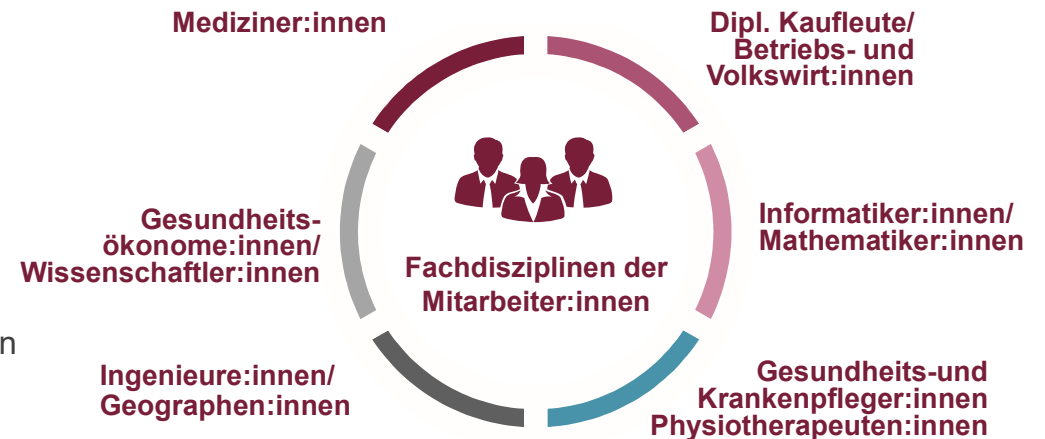 Mediziner:innen
Dipl. Kaufleute/
Betriebs- und
Volkswirt:innen
Gesundheits-
ökonome:innen/
Wissenschaftler:innen
Fachdisziplinen der
Mitarbeiter:innen
Informatiker:innen/
Mathematiker:innen
n
Ingenieure:innen/
Geographen:innen
Gesundheits-und
Krankenpfleger:innen
Physiotherapeuten:innen